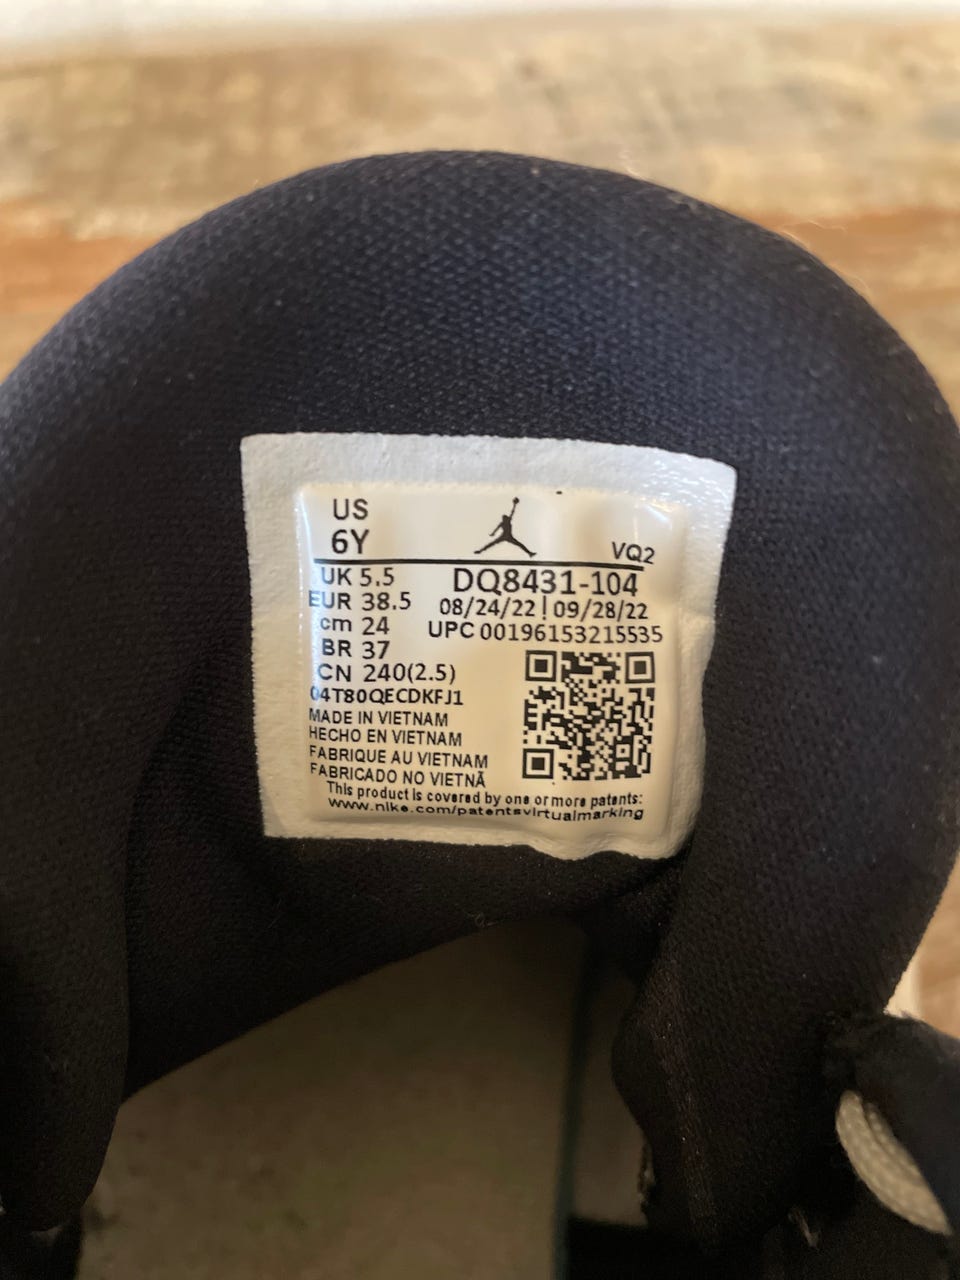 US
6Y
VQ2
UK 5.5
DQ8431-104
EUR 38.5
08/24/22 | 09/28/22
cm 24
UPC 00196153215535
BR 37
CN 240(2.5)
04T80QECDKFJ1
MADE IN VIETNAM
HECHO EN VIETNAM
FABRIQUE AU VIETNAM
FABRICADO NO VIETNÃ
This product is covered by one or more patents:
www.nike.com/patentsvirtualmarking